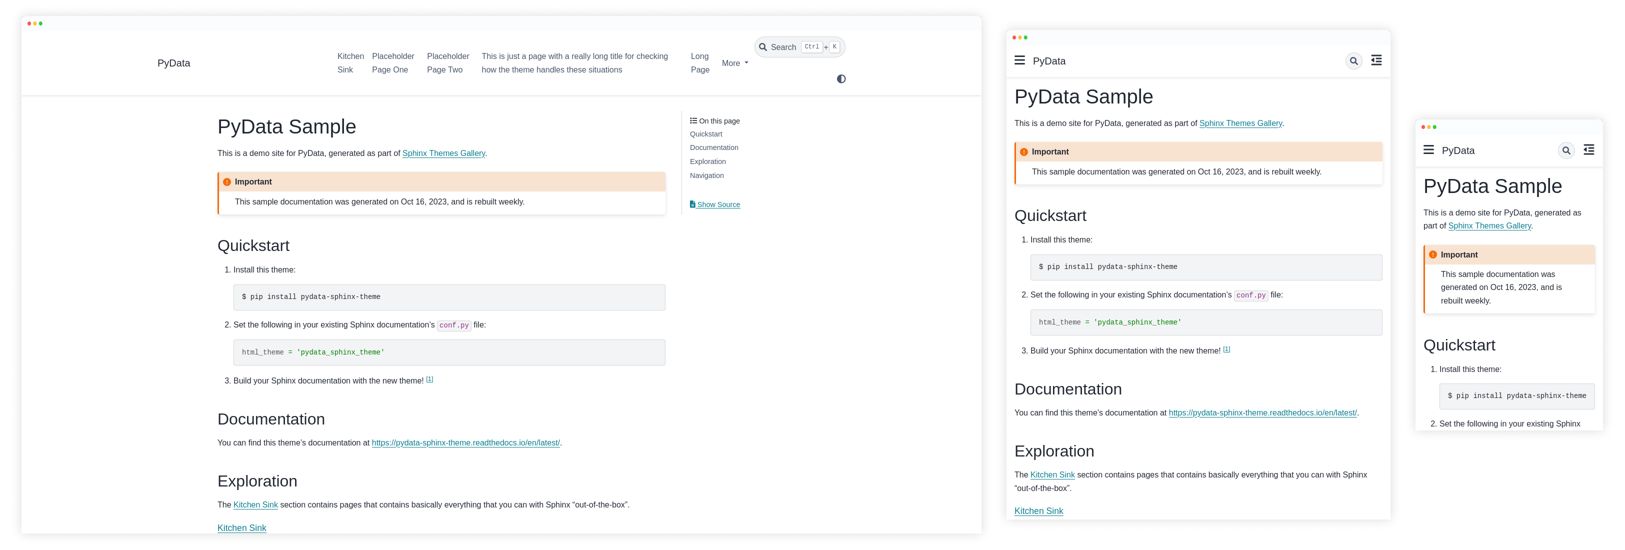 PyData
Kitchen Sink
Placeholder Page One
Placeholder Page Two
This is just a page with a really long title for checking
how the theme handles these situations
Long Page
More
Search Ctrl + K
PyData Sample
This is a demo site for PyData, generated as part of Sphinx Themes Gallery.
Important
This sample documentation was generated on Oct 16, 2023, and is rebuilt weekly.
Quickstart
1. Install this theme:
$ pip install pydata-sphinx-theme
2. Set the following in your existing Sphinx documentation’s conf.py file:
html_theme = 'pydata_sphinx_theme'
3. Build your Sphinx documentation with the new theme! [1]
Documentation
You can find this theme’s documentation at https://pydata-sphinx-theme.readthedocs.io/en/latest/.
Exploration
The Kitchen Sink section contains pages that contains basically everything that you can with Sphinx “out-of-the-box”.
Kitchen Sink
On this page
Quickstart
Documentation
Exploration
Navigation
Show Source
PyData
PyData Sample
This is a demo site for PyData, generated as part of Sphinx Themes Gallery.
Important
This sample documentation was generated on Oct 16, 2023, and is rebuilt weekly.
Quickstart
1. Install this theme:
$ pip install pydata-sphinx-theme
2. Set the following in your existing Sphinx documentation’s conf.py file:
html_theme = 'pydata_sphinx_theme'
3. Build your Sphinx documentation with the new theme! [1]
Documentation
You can find this theme’s documentation at https://pydata-sphinx-theme.readthedocs.io/en/latest/.
Exploration
The Kitchen Sink section contains pages that contains basically everything that you can with Sphinx
“out-of-the-box”.
Kitchen Sink
PyData
PyData Sample
This is a demo site for PyData, generated as
part of Sphinx Themes Gallery.
Important
This sample documentation was
generated on Oct 16, 2023, and is
rebuilt weekly.
Quickstart
1. Install this theme:
$ pip install pydata-sphinx-theme
2. Set the following in your existing Sphinx